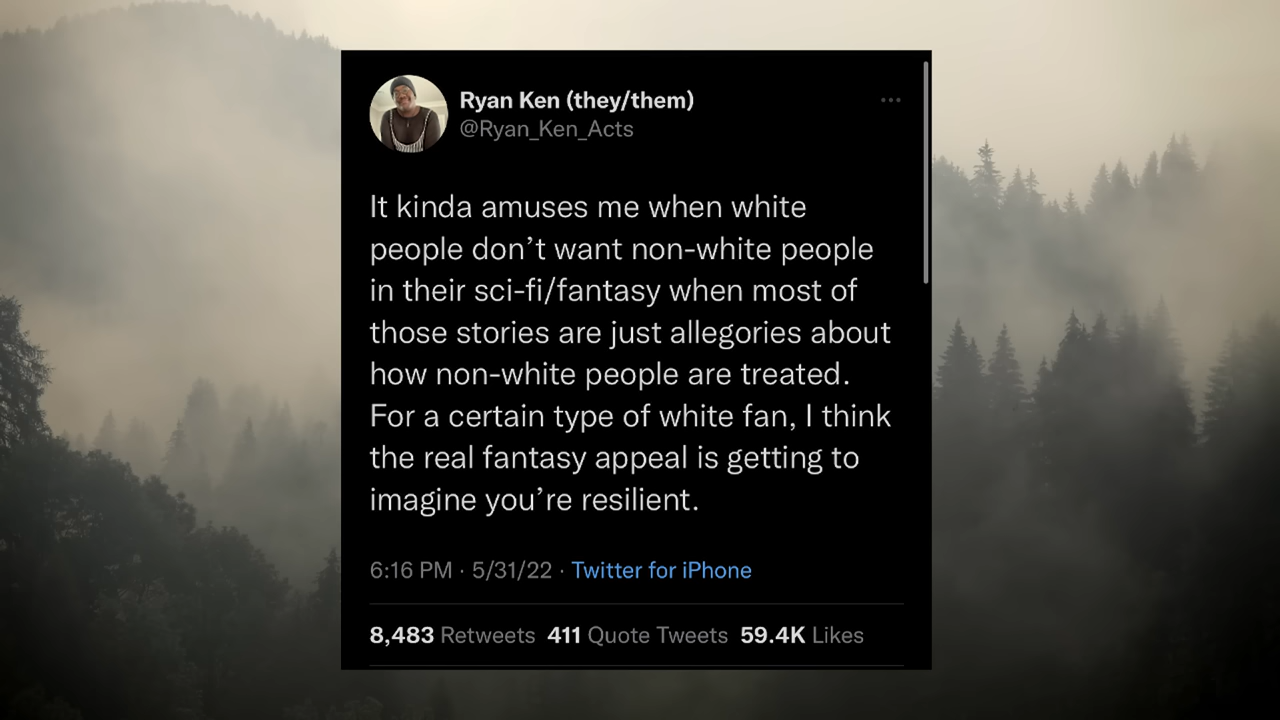 Ryan Ken (they/them)
@Ryan_Ken_Acts
It kinda amuses me when white
people don’t want non-white people
in their sci-fi/fantasy when most of
those stories are just allegories about
how non-white people are treated.
For a certain type of white fan, I think
the real fantasy appeal is getting to
imagine you’re resilient.
6:16 PM · 5/31/22 · Twitter for iPhone
8,483 Retweets 411 Quote Tweets 59.4K Likes